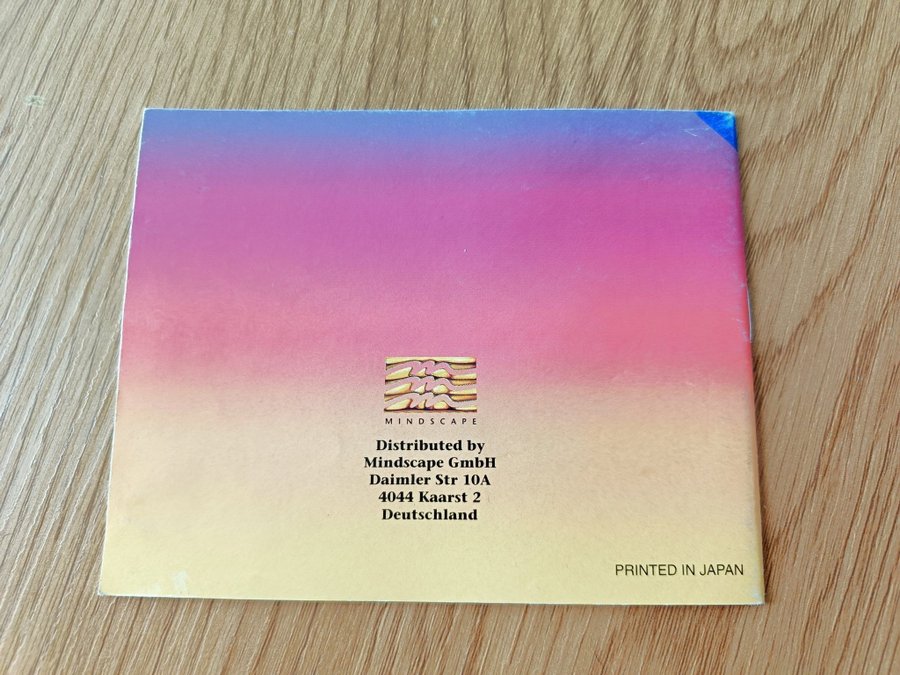 MINDSCAPE
Distributed by
Mindscape GmbH
Daimler Str 10A
4044 Kaarst 2
Deutschland
PRINTED IN JAPAN